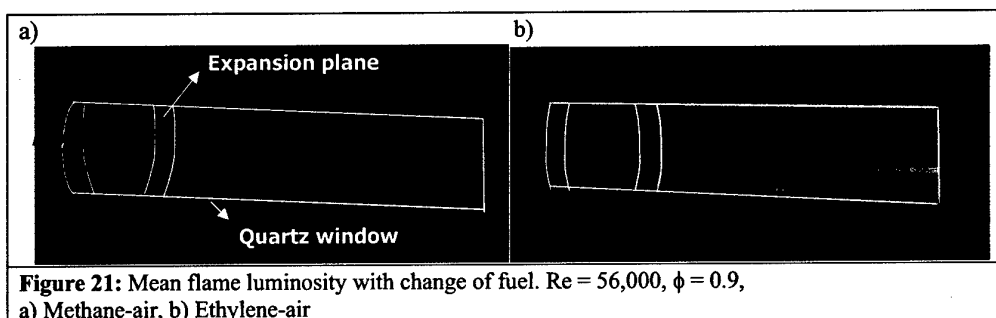 a)
b)
Expansion plane
Quartz window
Figure 21: Mean flame luminosity with change of fuel. Re = 56,000, ϕ = 0.9,
a) Methane-air, b) Ethylene-air